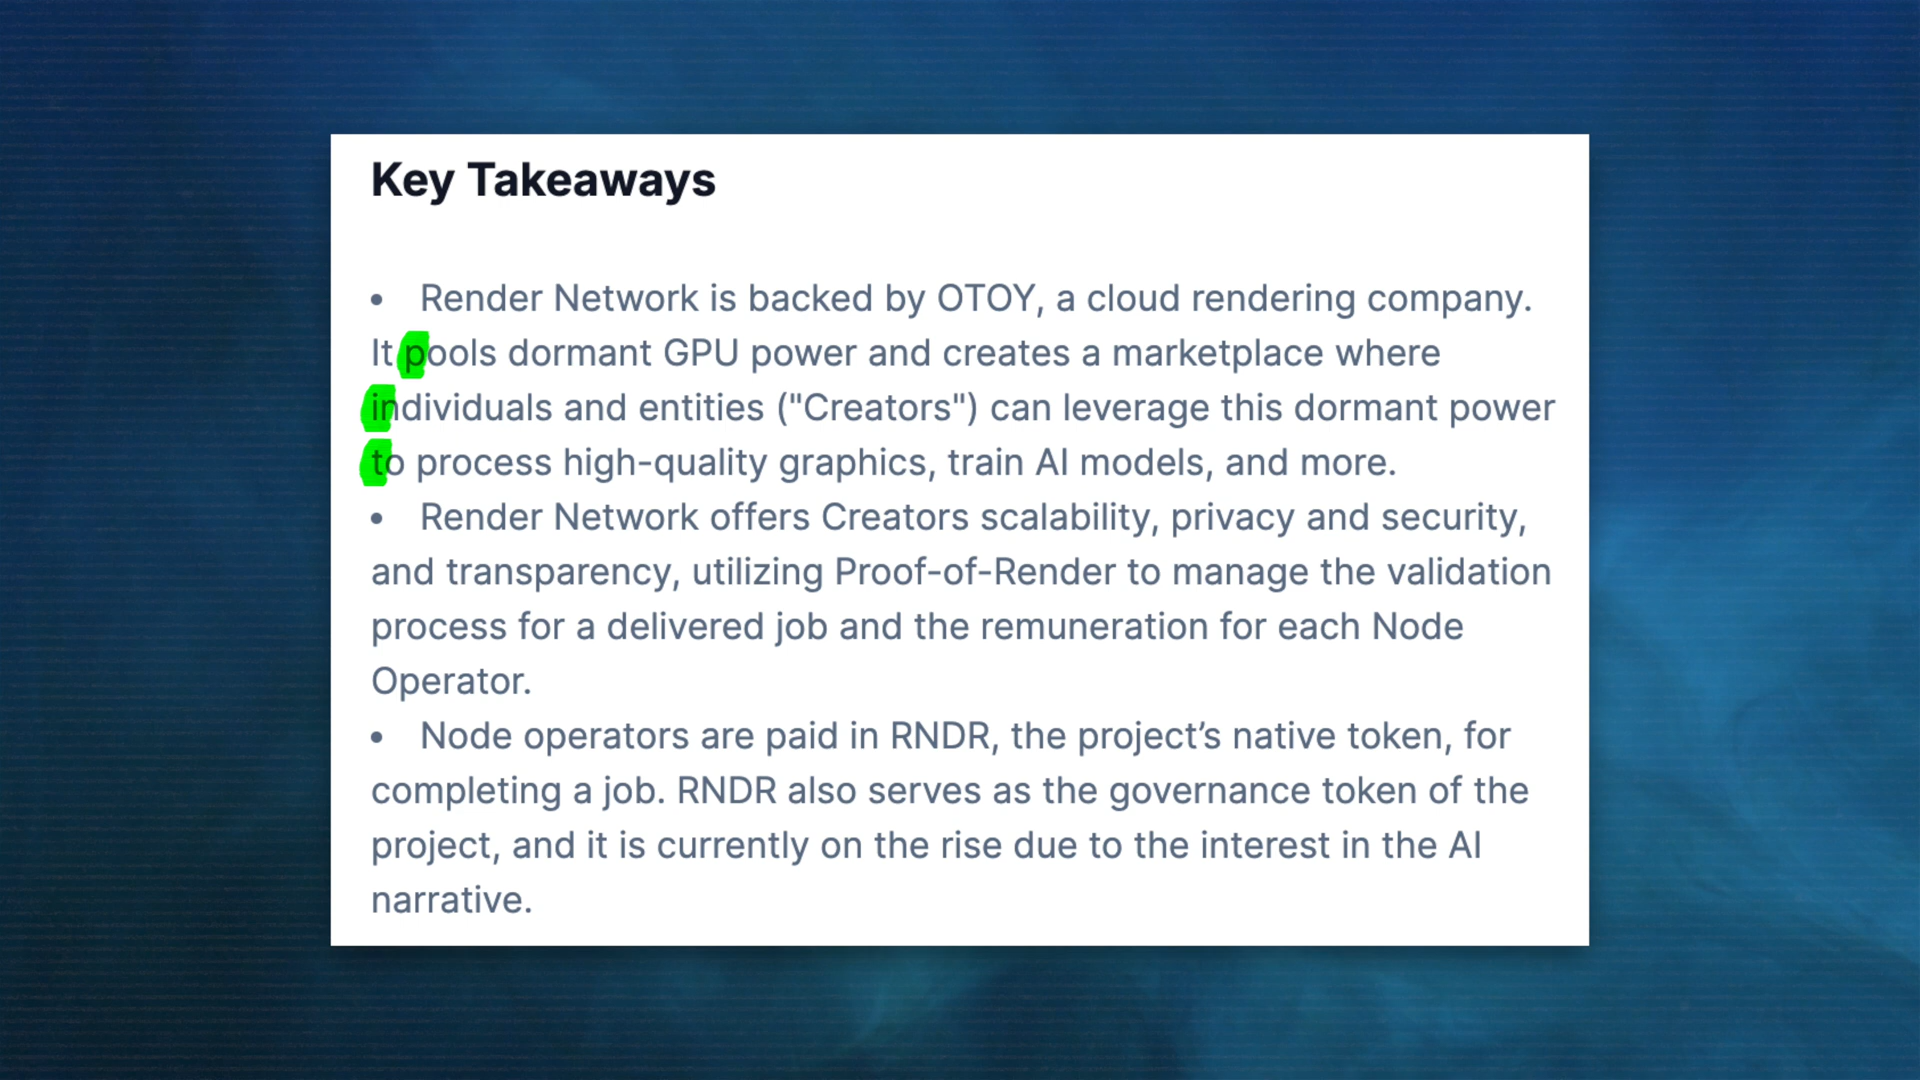 Key Takeaways
• Render Network is backed by OTOY, a cloud rendering company.
It pools dormant GPU power and creates a marketplace where
individuals and entities ("Creators") can leverage this dormant power
to process high-quality graphics, train AI models, and more.
• Render Network offers Creators scalability, privacy and security,
and transparency, utilizing Proof-of-Render to manage the validation
process for a delivered job and the remuneration for each Node
Operator.
• Node operators are paid in RNDR, the project’s native token, for
completing a job. RNDR also serves as the governance token of the
project, and it is currently on the rise due to the interest in the AI
narrative.